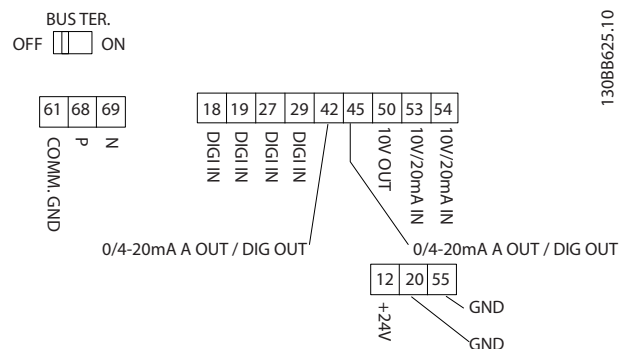 BUS TER.
OFF ON
130BB625.10
61 68 69
18 19 27 29 42 45 50 53 54
COMM. GND
P
N
DIGI IN
DIGI IN
DIGI IN
DIGI IN
10V OUT
10V/20mA IN
10V/20mA IN
0/4-20mA A OUT / DIG OUT
0/4-20mA A OUT / DIG OUT
12 20 55
+24V
GND
GND